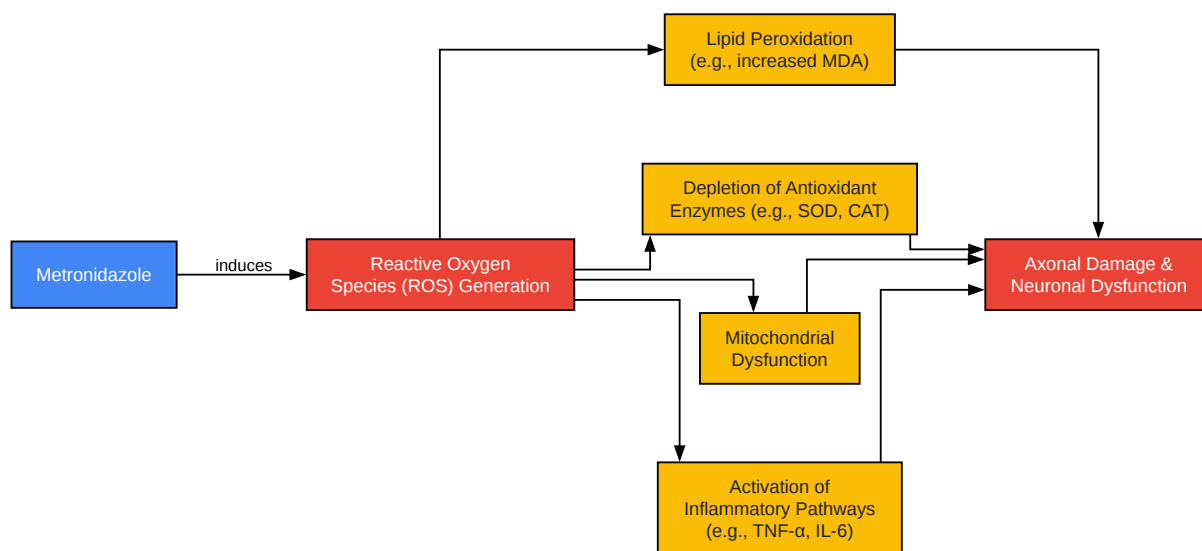 Lipid Peroxidation
(e.g., increased MDA)
Depletion of Antioxidant
Enzymes (e.g., SOD, CAT)
Metronidazole
induces
Reactive Oxygen
Species (ROS) Generation
Axonal Damage &
Neuronal Dysfunction
Mitochondrial
Dysfunction
Activation of
Inflammatory Pathways
(e.g., TNF-α, IL-6)